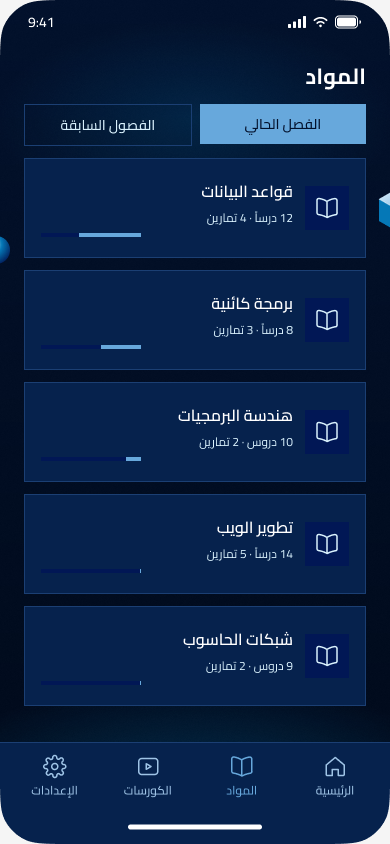 9:41
المواد
الفصل الحالي
الفصول السابقة
قواعد البيانات
12 درساً · 4 تمارين
برمجة كائنية
8 درساً · 3 تمارين
هندسة البرمجيات
10 دروس · 2 تمارين
تطوير الويب
14 درساً · 5 تمارين
شبكات الحاسوب
9 دروس · 2 تمارين
الرئيسية
المواد
الكورسات
الإعدادات